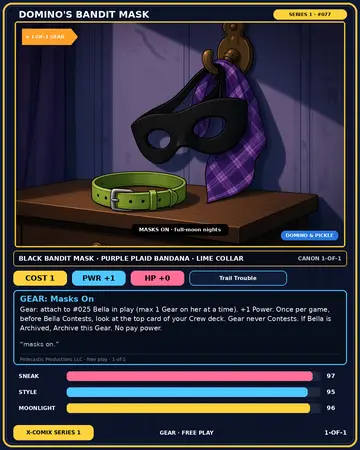 DOMINO'S BANDIT MASK
SERIES 1 · #077
1-OF-1 GEAR
MASKS ON · full-moon nights
DOMINO & PICKLE
BLACK BANDIT MASK · PURPLE PLAID BANDANA · LIME COLLAR
CANON 1-OF-1
COST 1
PWR +1
HP +0
Trail Trouble
GEAR: Masks On
Gear: attach to #025 Bella in play (max 1 Gear on her at a time). +1 Power. Once per game,
before Bella Contests, look at the top card of your Crew deck. Gear never Contests. If Bella is
Archived, Archive this Gear. No pay power.
"masks on."
Petecastic Productions LLC · free play · 1-of-1
SNEAK 97
STYLE 95
MOONLIGHT 96
X-COMIX SERIES 1
GEAR · FREE PLAY
1-OF-1